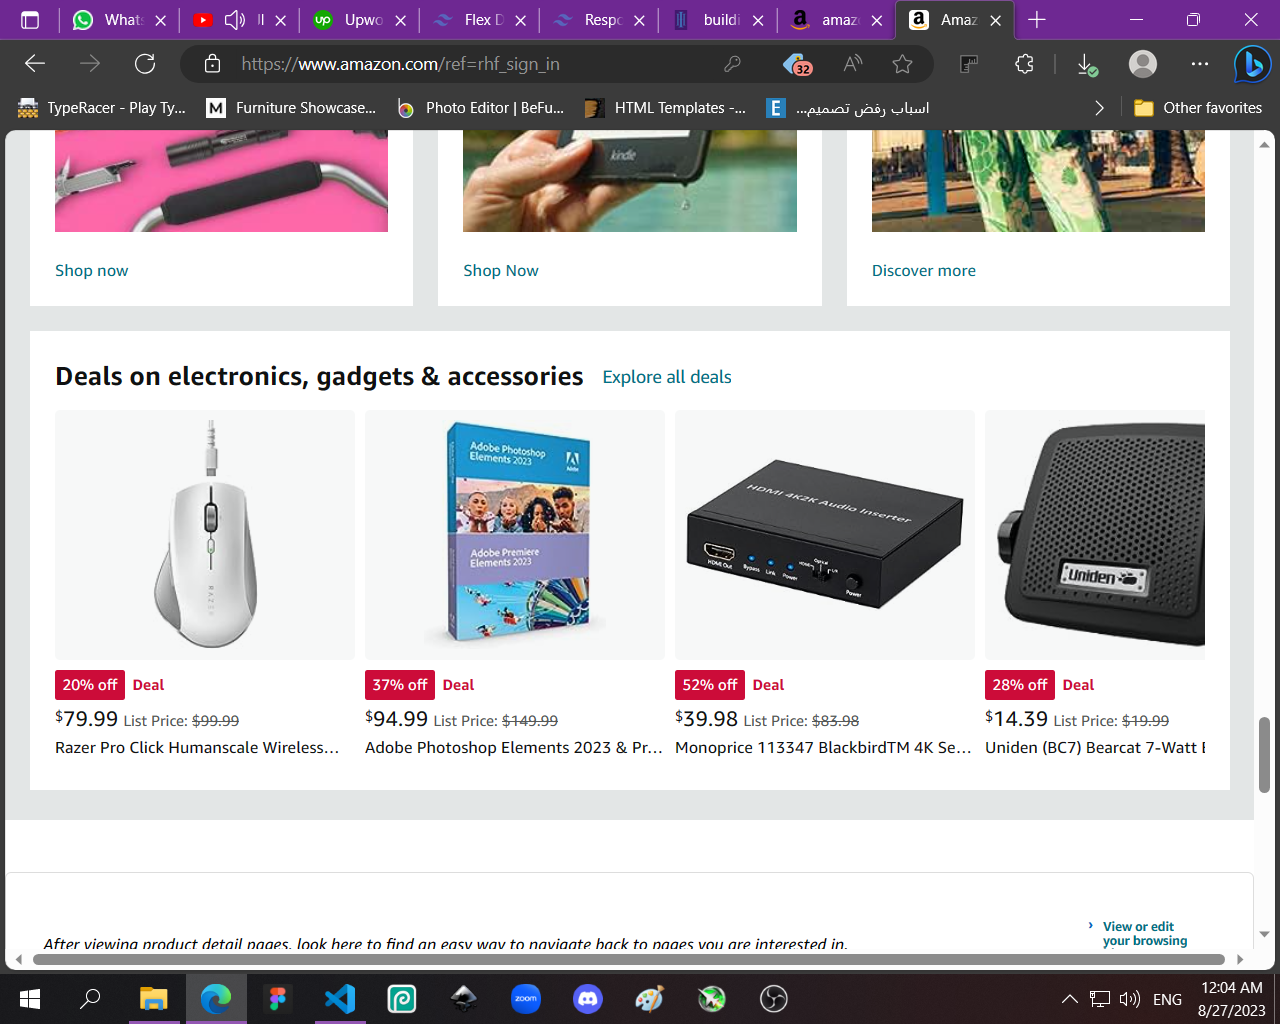 Whats
Upwo
Flex D
Respo
buildi
amaz
Amaz
https://www.amazon.com/ref=rhf_sign_in
32
TypeRacer - Play Ty...
Furniture Showcase...
Photo Editor | BeFu...
HTML Templates -...
اسباب رفض تصميم...
Other favorites
kindle
Shop now
Shop Now
Discover more
Deals on electronics, gadgets & accessories Explore all deals
RAZER
Adobe Photoshop
Elements 2023
Adobe
Adobe Premiere
Elements 2023
HDMI 4K2K Audio Inserter
HDMI Out
Bypass
Link
Power
Optical
Power
Uniden
20% off Deal
$79.99 List Price: $99.99
Razer Pro Click Humanscale Wireless...
37% off Deal
$94.99 List Price: $149.99
Adobe Photoshop Elements 2023 & Pr...
52% off Deal
$39.98 List Price: $83.98
Monoprice 113347 BlackbirdTM 4K Se...
28% off Deal
$14.39 List Price: $19.99
Uniden (BC7) Bearcat 7-Watt
After viewing product detail pages, look here to find an easy way to navigate back to pages you are interested in.
View or edit
your browsing
zoom
ENG
12:04 AM
8/27/2023